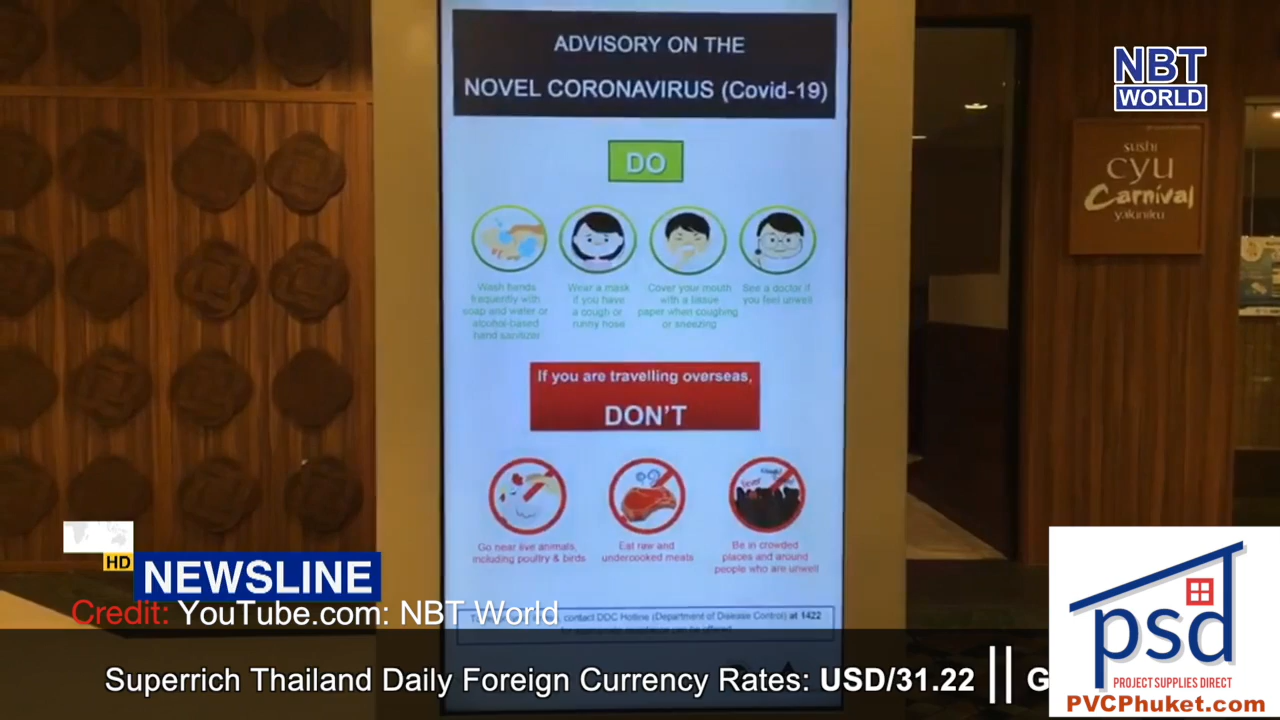 ADVISORY ON THE
NOVEL CORONAVIRUS (Covid-19)
NBT
WORLD
sushi
cyu
Carnival
yakiniku
DO
Wash hands
frequently with
soap and water or
alcohol-based
hand sanitizer
Wear a mask
if you have
a cough or
runny nose
Cover your mouth
with a tissue
paper when coughing
or sneezing
See a doctor if
you feel unwell
If you are travelling overseas,
DON'T
fever
cough
Go near live animals,
including poultry & birds
Eat raw and
undercooked meats
Be in crowded
places and around
people who are unwell
contact DDC Hotline (Department of Disease Control) at 1422
HD
NEWSLINE
Credit: YouTube.com: NBT World
Superrich Thailand Daily Foreign Currency Rates: USD/31.22 || G
psd
PROJECT SUPPLIES DIRECT
PVCPhuket.com